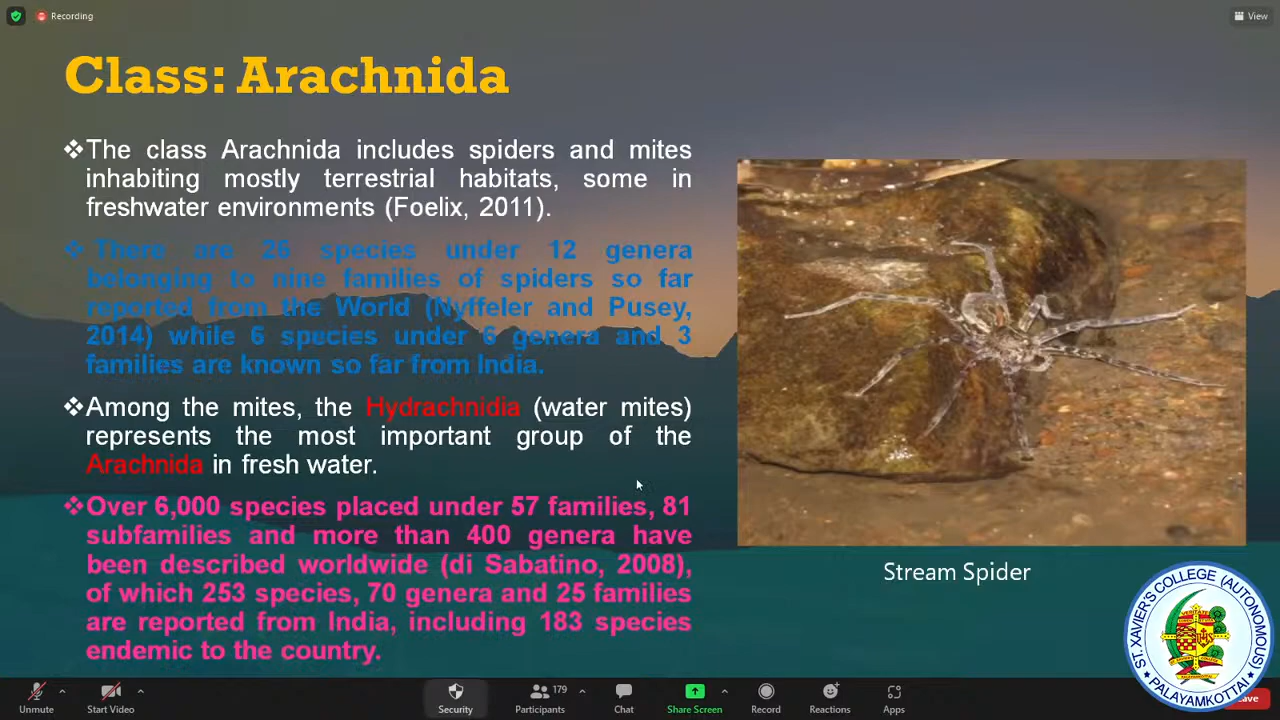 Recording
View
Class: Arachnida
❖The class Arachnida includes spiders and mites
inhabiting mostly terrestrial habitats, some in
freshwater environments (Foelix, 2011).
❖ There are 26 species under 12 genera
belonging to nine families of spiders so far
reported from the World (Nyffeler and Pusey,
2014) while 6 species under 6 genera and 3
families are known so far from India.
❖Among the mites, the Hydrachnidia (water mites)
represents the most important group of the
Arachnida in fresh water.
❖Over 6,000 species placed under 57 families, 81
subfamilies and more than 400 genera have
been described worldwide (di Sabatino, 2008),
of which 253 species, 70 genera and 25 families
are reported from India, including 183 species
endemic to the country.
Stream Spider
ST. XAVIER'S COLLEGE (AUTONOMOUS)
PALAYAMKOTTAI
Unmute
Start Video
Security
Participants
179
Chat
Share Screen
Record
Reactions
Apps